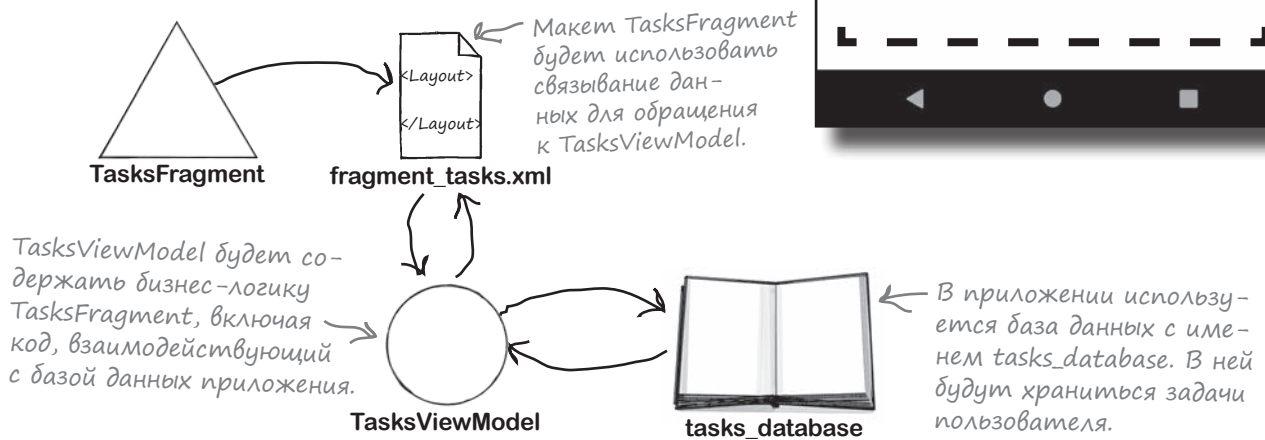 Макет TasksFragment
будет использовать
связывание дан-
ных для обращения
к TasksViewModel.
<Layout>
</Layout>
TasksFragment
fragment_tasks.xml
TasksViewModel будет со-
держать бизнес-логику
TasksFragment, включая
код, взаимодействующий
с базой данных приложения.
В приложении использу-
ется база данных с име-
нем tasks_database. В ней
будут храниться задачи
пользователя.
TasksViewModel
tasks_database